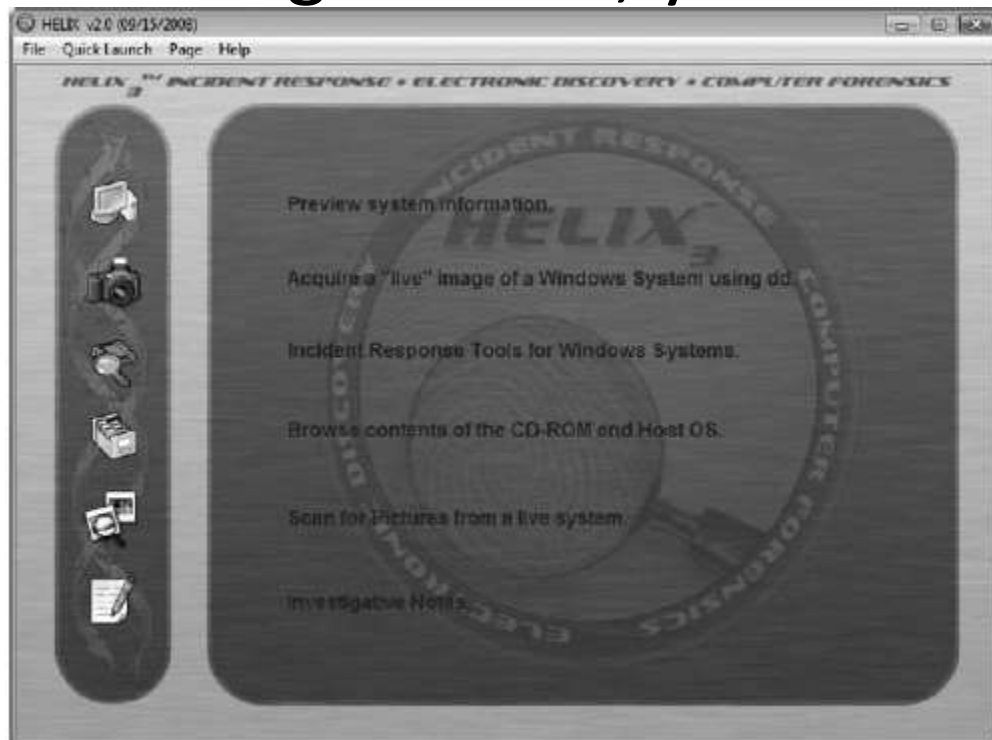 HELIX v2.0 (09/15/2008)
File Quick Launch Page Help
HELIX3™ INCIDENT RESPONSE • ELECTRONIC DISCOVERY • COMPUTER FORENSICS
INCIDENT RESPONSE
COMPUTER FORENSICS
ELECTRONIC DISCOVERY
HELIX3™
Preview system information.
Acquire a "live" image of a Windows System using dd.
Incident Response Tools for Windows Systems.
Browse contents of the CD-ROM and Host OS.
Scan for Pictures from a live system.
Investigative Notes.